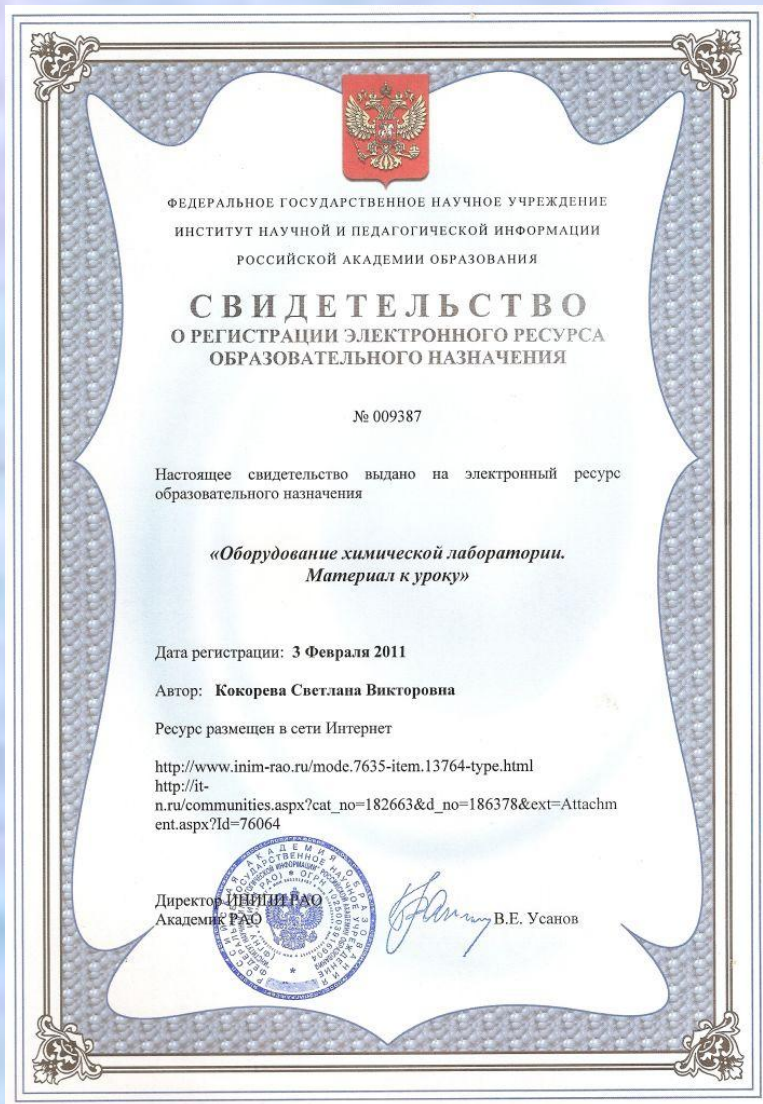 ФЕДЕРАЛЬНОЕ ГОСУДАРСТВЕННОЕ НАУЧНОЕ УЧРЕЖДЕНИЕ
ИНСТИТУТ НАУЧНОЙ И ПЕДАГОГИЧЕСКОЙ ИНФОРМАЦИИ
РОССИЙСКОЙ АКАДЕМИИ ОБРАЗОВАНИЯ
СВИДЕТЕЛЬСТВО
О РЕГИСТРАЦИИ ЭЛЕКТРОННОГО РЕСУРСА
ОБРАЗОВАТЕЛЬНОГО НАЗНАЧЕНИЯ
№ 009387
Настоящее свидетельство выдано на электронный ресурс
образовательного назначения
«Оборудование химической лаборатории.
Материал к уроку»
Дата регистрации: 3 Февраля 2011
Автор: Кокорева Светлана Викторовна
Ресурс размещен в сети Интернет
http://www.inim-rao.ru/mode.7635-item.13764-type.html
http://it-
n.ru/communities.aspx?cat_no=182663&d_no=186378&ext=Attachm
ent.aspx?Id=76064
Директор ИНИПИ РАО
Академик РАО
В.Е. Усанов
РОССИЙСКАЯ АКАДЕМИЯ ОБРАЗОВАНИЯ